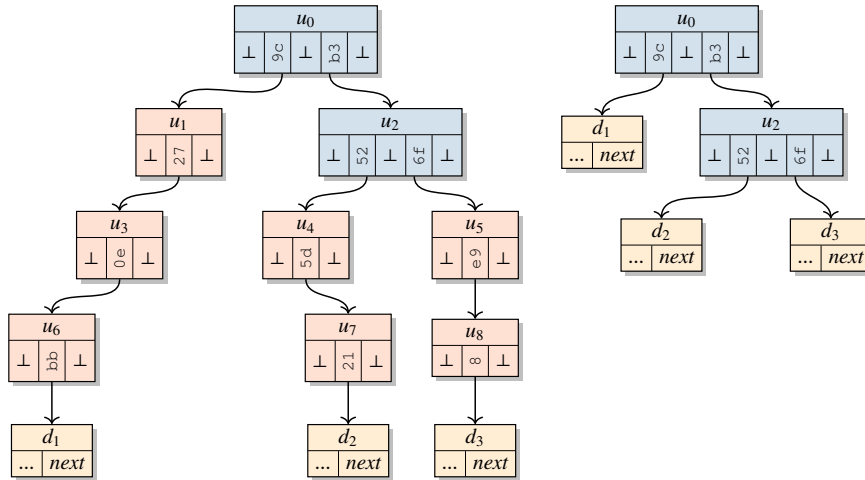 u0 u0
⊥ 9c ⊥ b3 ⊥ ⊥ 9c ⊥ b3 ⊥
u1 u2 d1 u2
⊥ 27 ⊥ ⊥ 52 ⊥ 6f ⊥ ... next ⊥ 52 ⊥ 6f ⊥
u3 u4 u5 d2 d3
⊥ 0e ⊥ ⊥ 5d ⊥ ⊥ e9 ⊥ ... next ... next
u6 u7 u8
⊥ bb ⊥ ⊥ 21 ⊥ ⊥ 8 ⊥
d1 d2 d3
... next ... next ... next